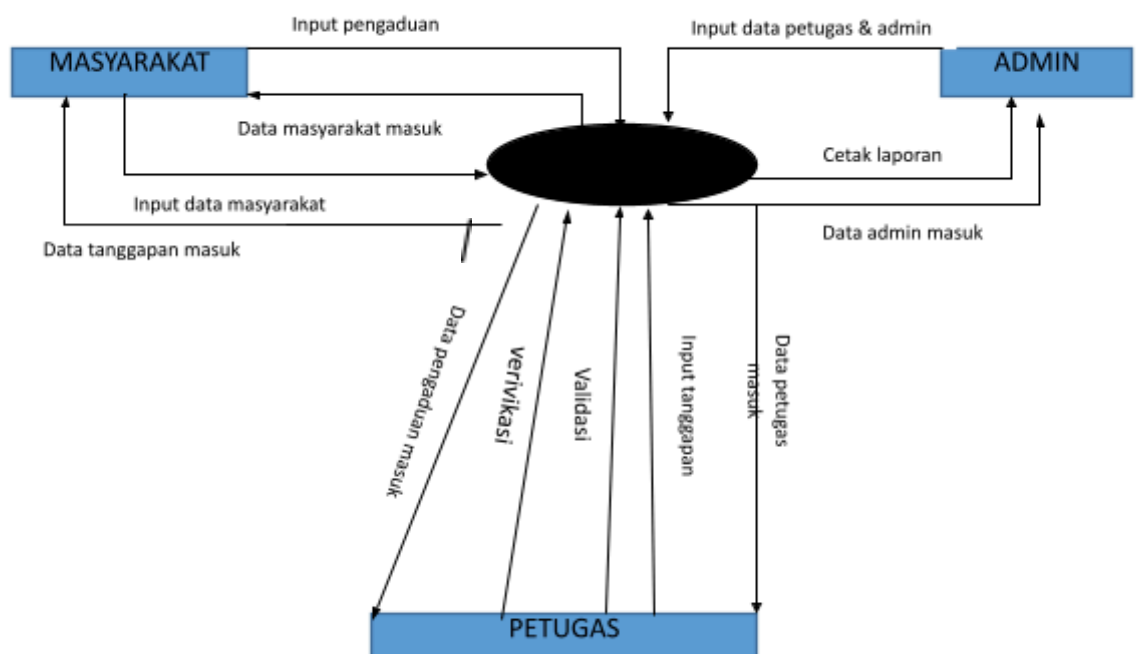 Input pengaduan
Input data petugas & admin
MASYARAKAT
ADMIN
Data masyarakat masuk
Cetak laporan
Input data masyarakat
Data tanggapan masuk
Data admin masuk
Data pengaduan masuk
verivikasi
Validasi
Input tanggapan
Data petugas
masuk
PETUGAS